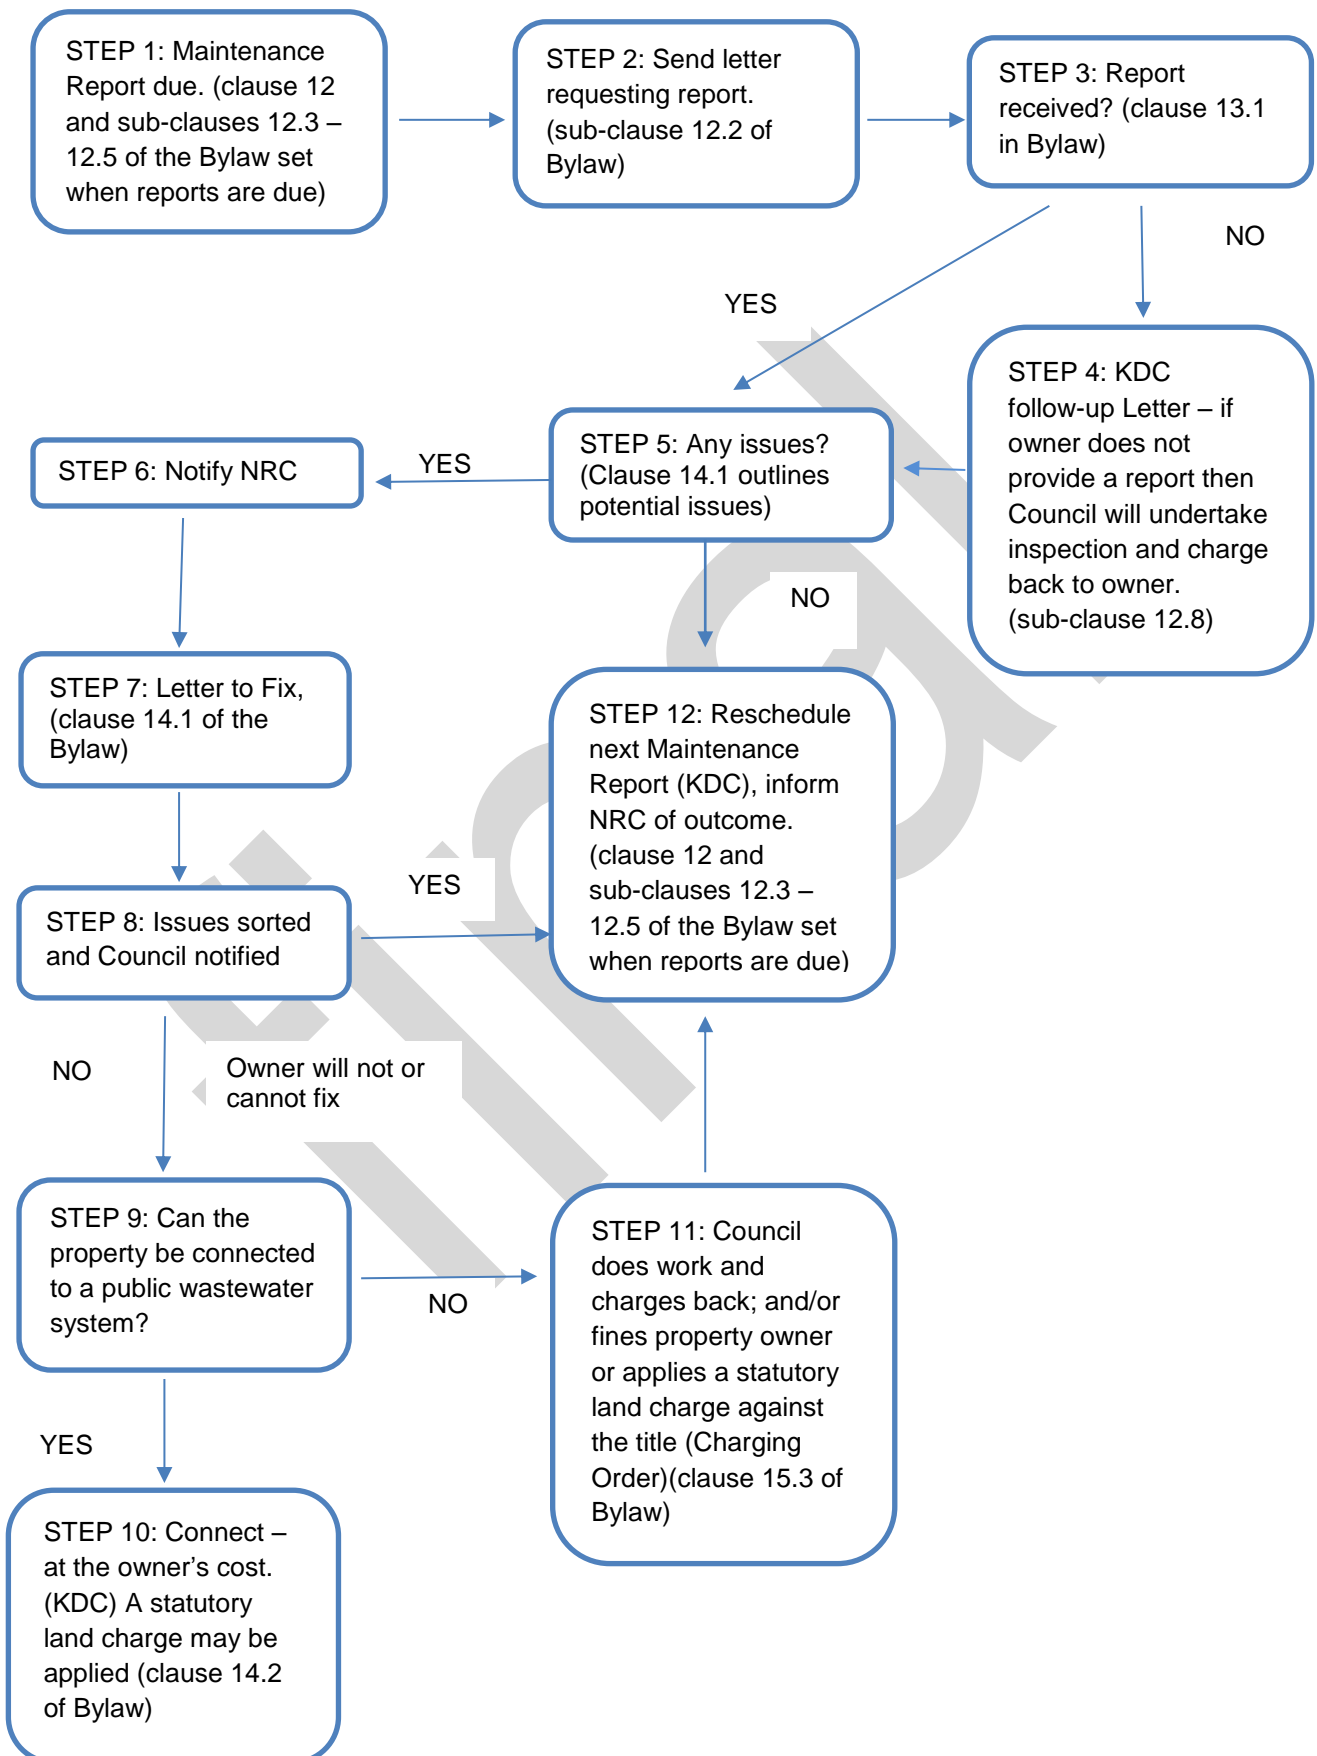 STEP 1: Maintenance
Report due. (clause 12
and sub-clauses 12.3 –
12.5 of the Bylaw set
when reports are due)
STEP 2: Send letter
requesting report.
(sub-clause 12.2 of
Bylaw)
STEP 3: Report
received? (clause 13.1
in Bylaw)
NO
YES
STEP 4: KDC
follow-up Letter – if
owner does not
provide a report then
Council will undertake
inspection and charge
back to owner.
(sub-clause 12.8)
STEP 5: Any issues?
(Clause 14.1 outlines
potential issues)
YES
STEP 6: Notify NRC
NO
STEP 7: Letter to Fix,
(clause 14.1 of the
Bylaw)
STEP 12: Reschedule
next Maintenance
Report (KDC), inform
NRC of outcome.
(clause 12 and
sub-clauses 12.3 –
12.5 of the Bylaw set
when reports are due)
YES
STEP 8: Issues sorted
and Council notified
NO
Owner will not or
cannot fix
STEP 9: Can the
property be connected
to a public wastewater
system?
NO
STEP 11: Council
does work and
charges back; and/or
fines property owner
or applies a statutory
land charge against
the title (Charging
Order)(clause 15.3 of
Bylaw)
YES
STEP 10: Connect –
at the owner’s cost.
(KDC) A statutory
land charge may be
applied (clause 14.2
of Bylaw)